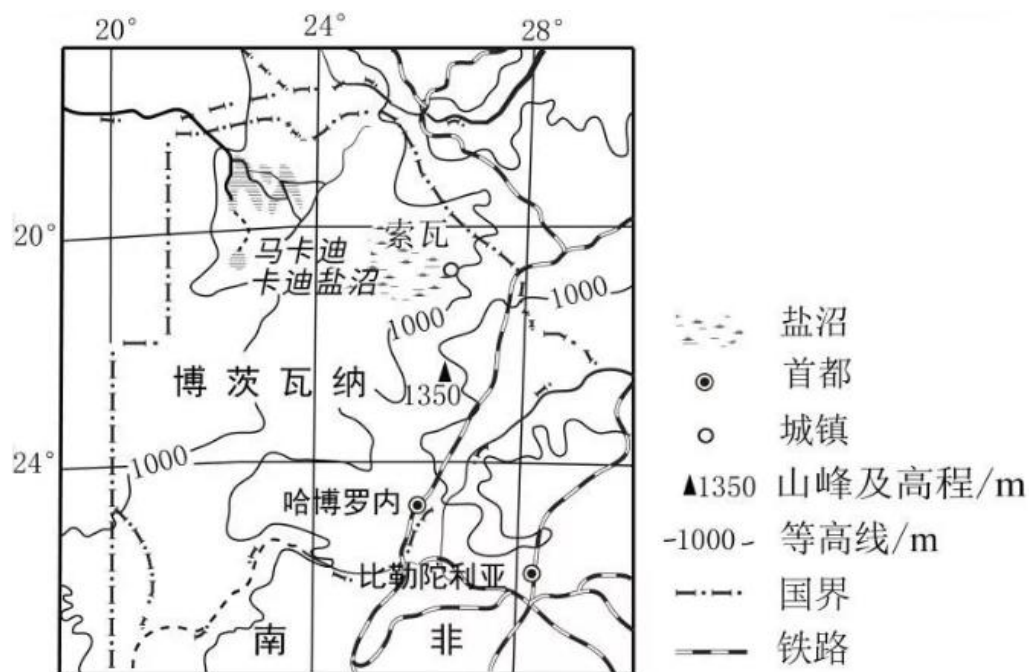 20° 24° 28°
20°
索瓦
马卡迪
卡迪盐沼
1000
1000
博茨瓦纳
1350
24°
1000
哈博罗内
比勒陀利亚
南 非
盐沼
首都
城镇
1350 山峰及高程/m
1000 等高线/m
国界
铁路